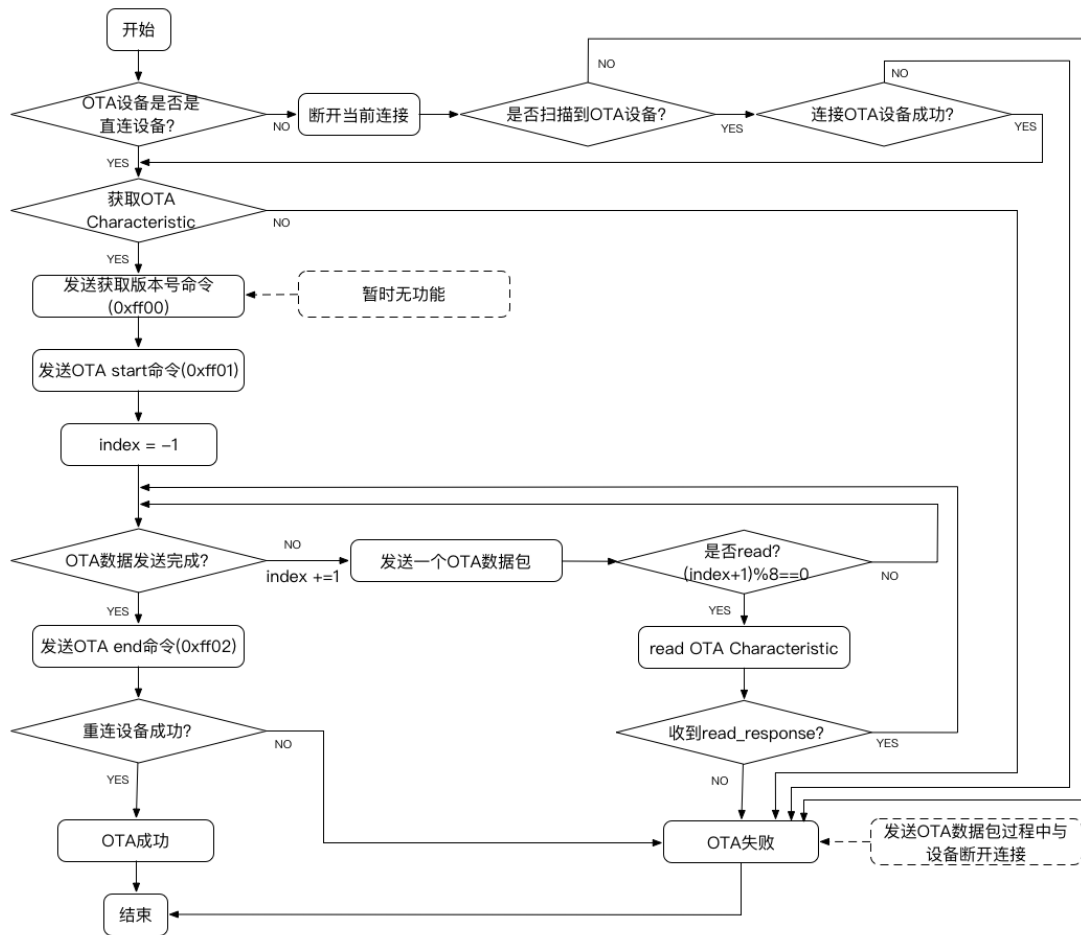 开始
NO
NO
OTA设备是否是
直连设备?
NO
断开当前连接
是否扫描到OTA设备?
YES
连接OTA设备成功?
YES
YES
获取OTA
Characteristic
NO
YES
发送获取版本号命令
(0xff00)
暂时无功能
发送OTA start命令(0xff01)
index = -1
OTA数据发送完成?
NO
index +=1
发送一个OTA数据包
是否read?
(index+1)%8==0
NO
YES
YES
发送OTA end命令(0xff02)
read OTA Characteristic
重连设备成功?
NO
收到read_response?
YES
YES
NO
OTA成功
OTA失败
发送OTA数据包过程中与
设备断开连接
结束